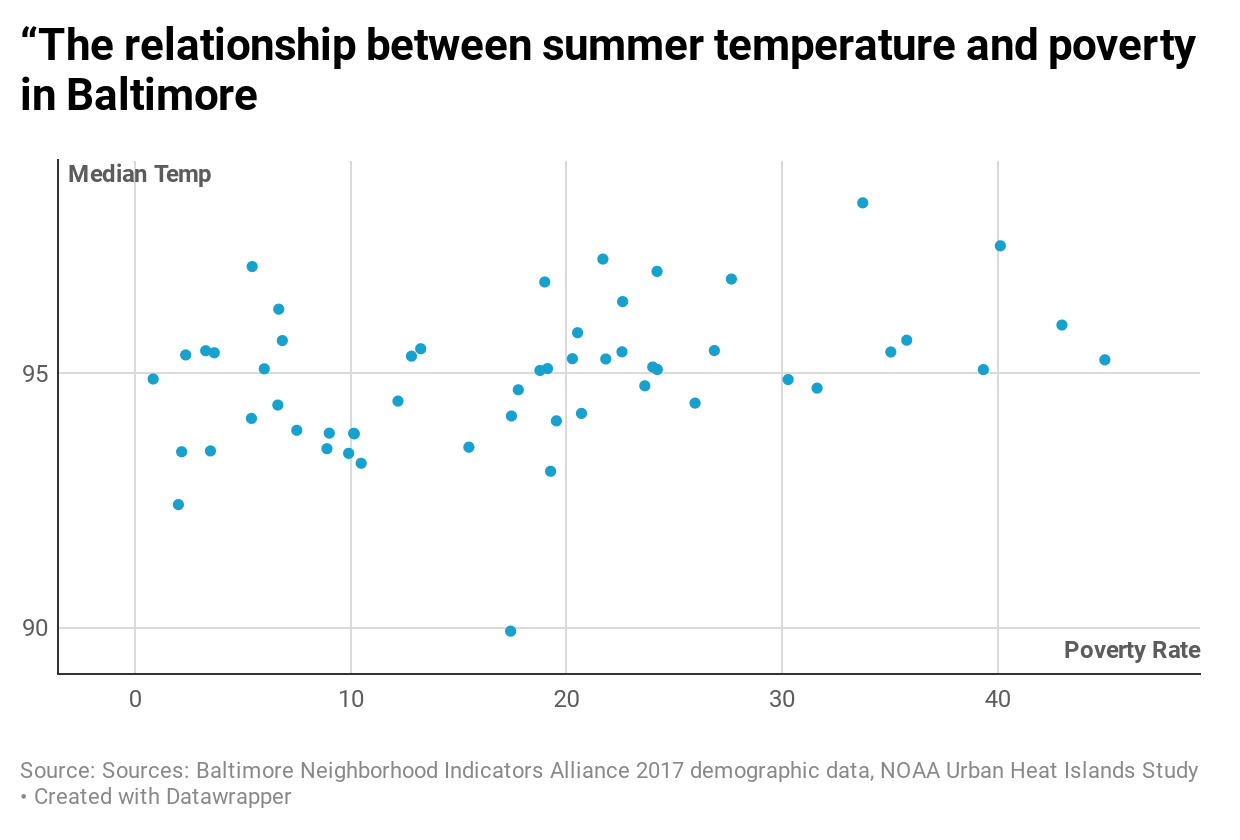 “The relationship between summer temperature and poverty
in Baltimore
Median Temp
95
90
Poverty Rate
0 10 20 30 40
Source: Sources: Baltimore Neighborhood Indicators Alliance 2017 demographic data, NOAA Urban Heat Islands Study
• Created with Datawrapper